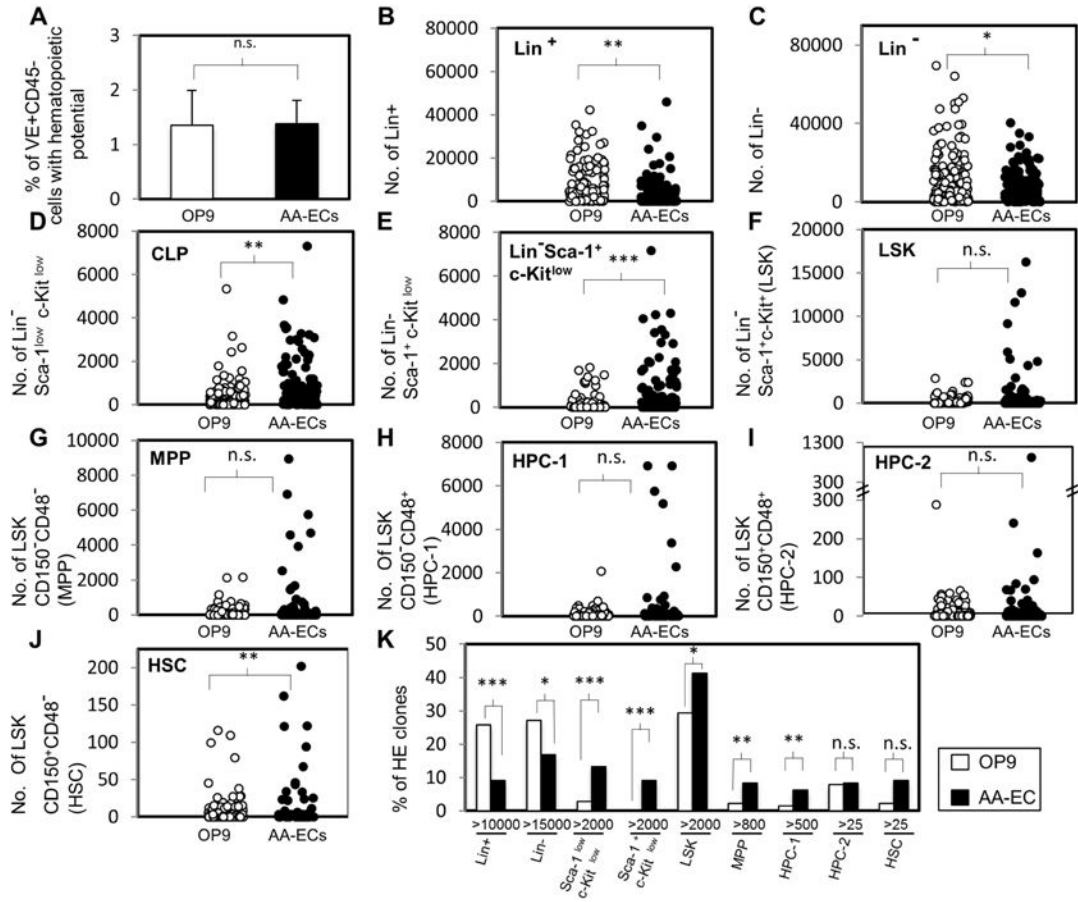 A
% of VE+CD45-
cells with hematopoietic
potential
3
2
1
0
n.s.
OP9
AA-ECs
B
No. of Lin+
80000
60000
40000
20000
0
Lin +
**
OP9
AA-ECs
C
No. of Lin-
80000
40000
0
Lin -
*
OP9
AA-ECs
D
No. of Lin-
Sca-1low c-Kit low
8000
6000
4000
2000
0
CLP
**
OP9
AA-ECs
E
No. of Lin-
Sca-1+ c-Kit low
8000
6000
4000
2000
0
Lin-Sca-1+
c-Kitlow
***
OP9
AA-ECs
F
No. of Lin-
Sca-1+c-Kit+(LSK)
20000
15000
10000
5000
0
LSK
n.s.
OP9
AA-ECs
G
No. of LSK
CD150-CD48-
(MPP)
10000
8000
6000
4000
2000
0
MPP
n.s.
OP9
AA-ECs
H
No. Of LSK
CD150-CD48+
(HPC-1)
8000
6000
4000
2000
0
HPC-1
n.s.
OP9
AA-ECs
I
No. of LSK
CD150+CD48+
(HPC-2)
1300
300
300
200
100
0
HPC-2
n.s.
OP9
AA-ECs
J
No. Of LSK
CD150+CD48-
(HSC)
200
150
100
50
0
HSC
**
OP9
AA-ECs
K
% of HE clones
50
40
30
20
10
0
***
*
***
***
*
**
**
n.s.
n.s.
>10000
>15000
>2000
>2000
>2000
>800
>500
>25
>25
Lin+
Lin-
Sca-1 low
c-Kit low
Sca-1 +
c-Kit low
LSK
MPP
HPC-1
HPC-2
HSC
OP9
AA-EC